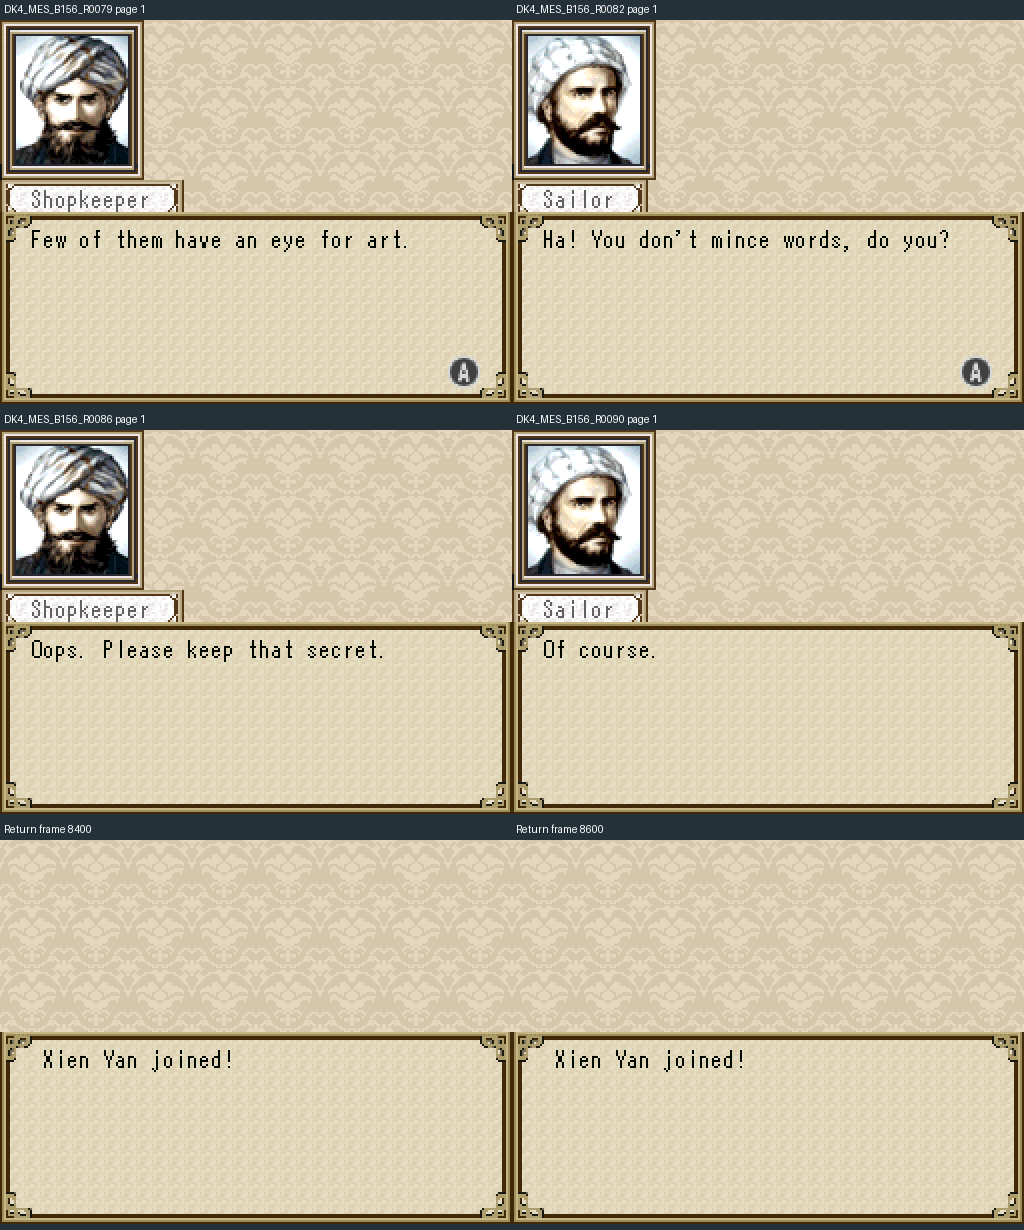 DK4_MES_B156_R0079 page 1
Shopkeeper
Few of them have an eye for art.
A
DK4_MES_B156_R0082 page 1
Sailor
Ha! You don't mince words, do you?
A
DK4_MES_B156_R0086 page 1
Shopkeeper
Oops. Please keep that secret.
DK4_MES_B156_R0090 page 1
Sailor
Of course.
Return frame 8400
Xien Yan joined!
Return frame 8600
Xien Yan joined!